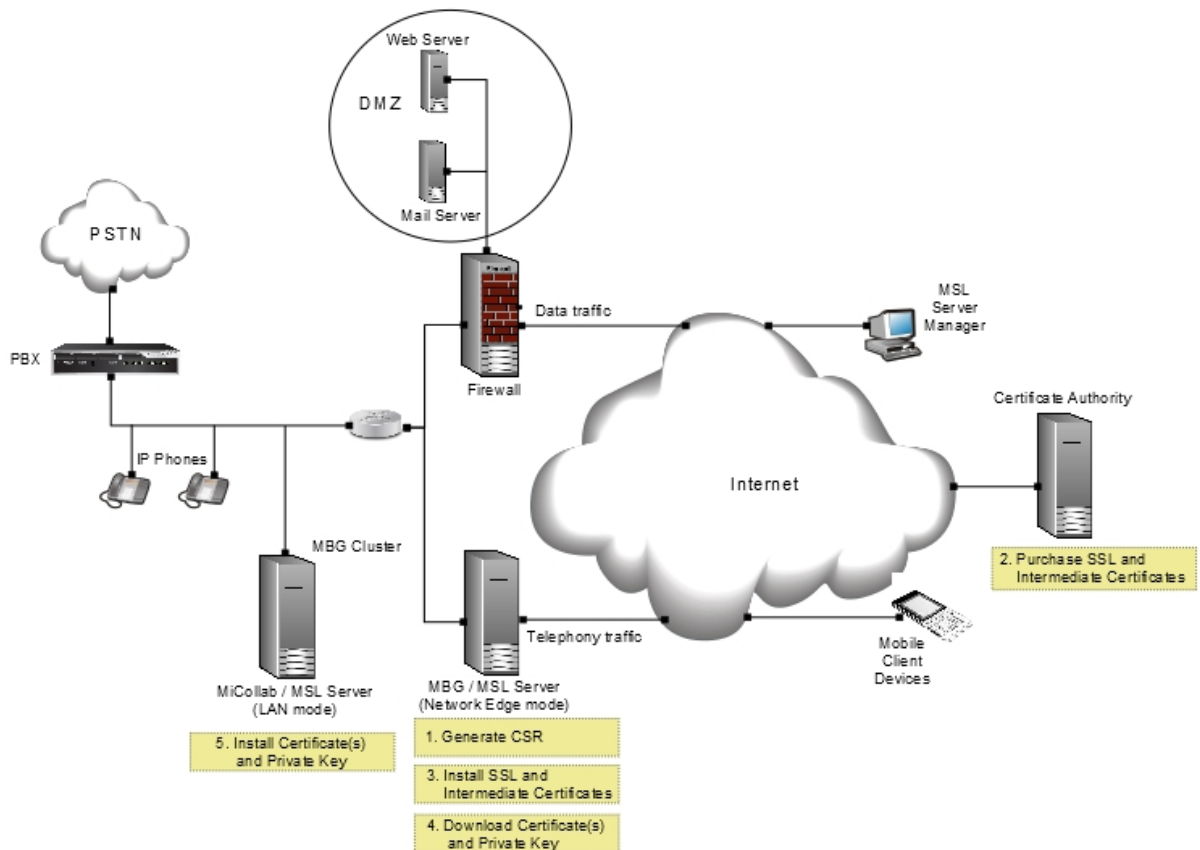 Web Server
DMZ
Mail Server
PSTN
PBX
IP Phones
Firewall
Firewall
Data traffic
MSL
Server
Manager
Certificate Authority
Internet
2. Purchase SSL and
Intermediate Certificates
MBG Cluster
Telephony traffic
Mobile
Client
Devices
MiCollab / MSL Server
(LAN mode)
5. Install Certificate(s)
and Private Key
MBG / MSL Server
(Network Edge mode)
1. Generate CSR
3. Install SSL and
Intermediate Certificates
4. Download Certificate(s)
and Private Key